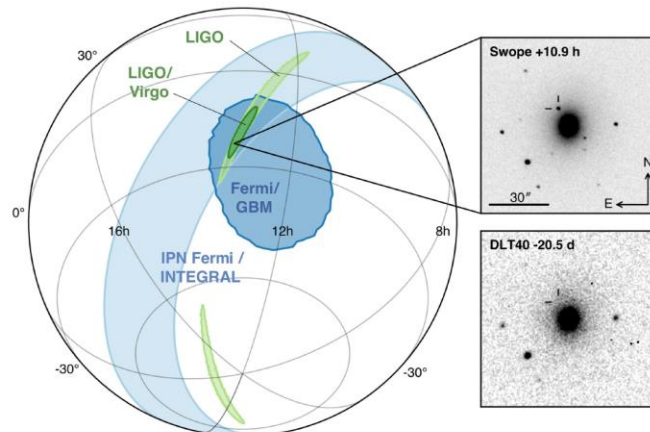 30°
LIGO
LIGO/
Virgo
Fermi/
GBM
0°
16h
12h
8h
IPN Fermi /
INTEGRAL
-30°
-30°
Swope +10.9 h
N
30"
E
DLT40 -20.5 d